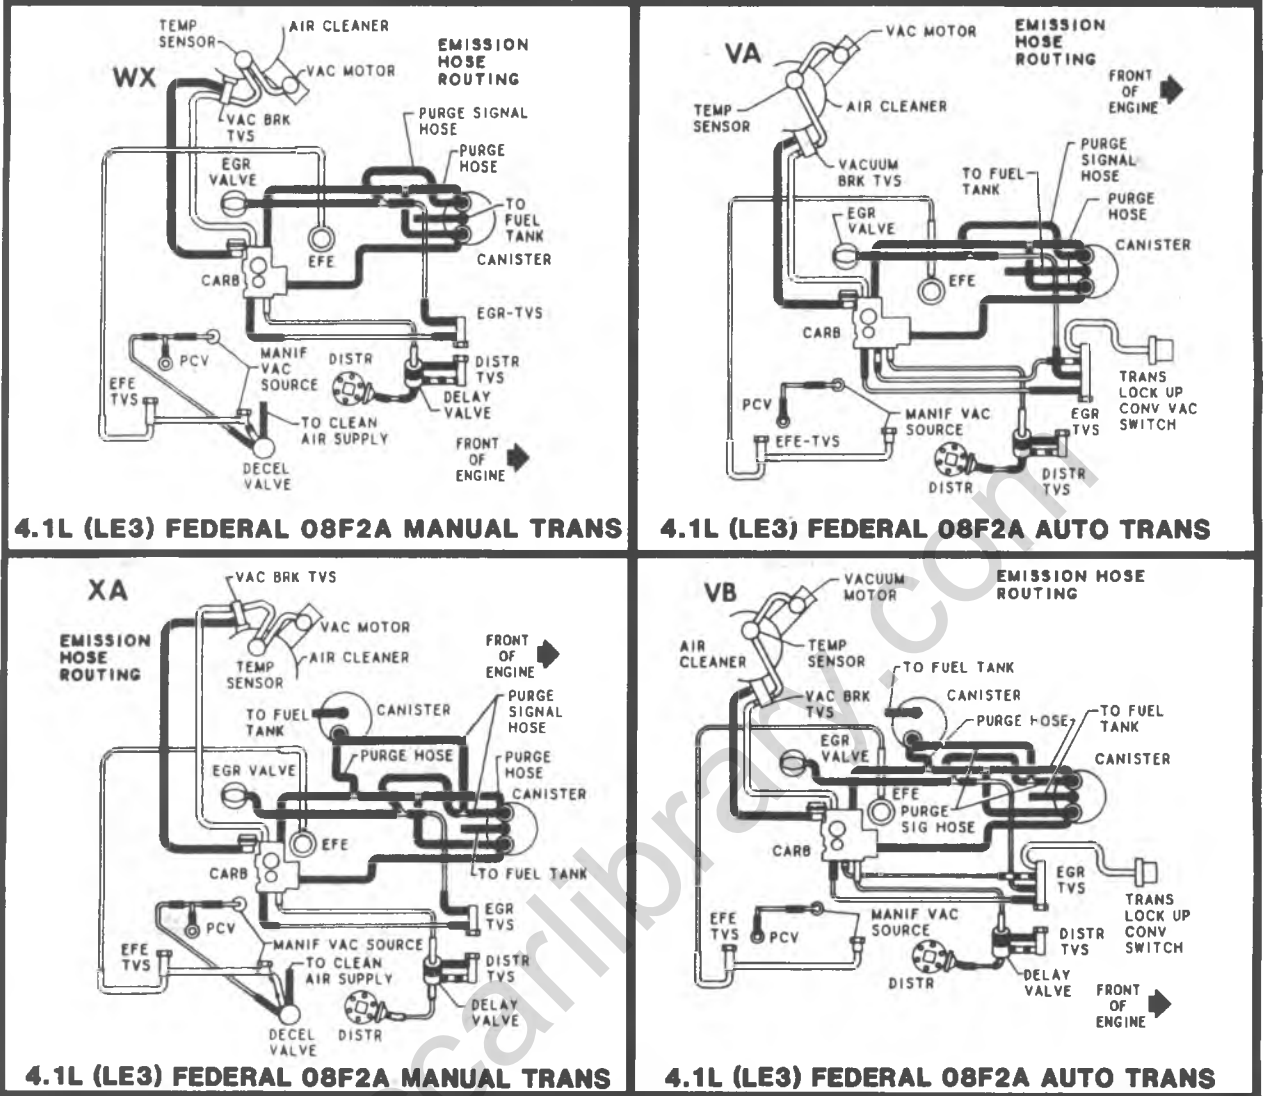 TEMP
SENSOR
AIR CLEANER
EMISSION
HOSE
ROUTING
WX
VAC MOTOR
VAC BRK
TVS
PURGE SIGNAL
HOSE
PURGE
HOSE
EGR
VALVE
TO
FUEL
TANK
EFE
CANISTER
CARB
EGR-TVS
PCV
MANIF
VAC
SOURCE
DISTR
DISTR
TVS
EFE
TVS
DELAY
VALVE
TO CLEAN
AIR SUPPLY
DECEL
VALVE
FRONT
OF
ENGINE
4.1L (LE3) FEDERAL 08F2A MANUAL TRANS
VA
VAC MOTOR
EMISSION
HOSE
ROUTING
FRONT
OF
ENGINE
TEMP
SENSOR
AIR CLEANER
VACUUM
BRK TVS
TO FUEL
TANK
PURGE
SIGNAL
HOSE
PURGE
HOSE
EGR
VALVE
CANISTER
EFE
CARB
TRANS
LOCK UP
CONV VAC
SWITCH
PCV
MANIF VAC
SOURCE
EGR
TVS
EFE-TVS
DISTR
DISTR
TVS
4.1L (LE3) FEDERAL 08F2A AUTO TRANS
XA
VAC BRK TVS
EMISSION
HOSE
ROUTING
VAC MOTOR
AIR CLEANER
TEMP
SENSOR
FRONT
OF
ENGINE
TO FUEL
TANK
CANISTER
PURGE
SIGNAL
HOSE
PURGE HOSE
PURGE
HOSE
EGR VALVE
CANISTER
EFE
CARB
TO FUEL TANK
EGR
TVS
PCV
MANIF VAC SOURCE
EFE
TVS
TO CLEAN
AIR SUPPLY
DISTR
TVS
DELAY
VALVE
DECEL
VALVE
DISTR
4.1L (LE3) FEDERAL 08F2A MANUAL TRANS
VB
VACUUM
MOTOR
EMISSION HOSE
ROUTING
AIR
CLEANER
TEMP
SENSOR
TO FUEL TANK
VAC BRK
TVS
CANISTER
PURGE HOSE
TO FUEL
TANK
EGR
VALVE
CANISTER
EFE
PURGE
SIG HOSE
CARB
EGR
TVS
TRANS
LOCK UP
CONV
SWITCH
EFE
TVS
PCV
MANIF VAC
SOURCE
DISTR
TVS
DISTR
DELAY
VALVE
FRONT
OF
ENGINE
4.1L (LE3) FEDERAL 08F2A AUTO TRANS
carlibrary.com